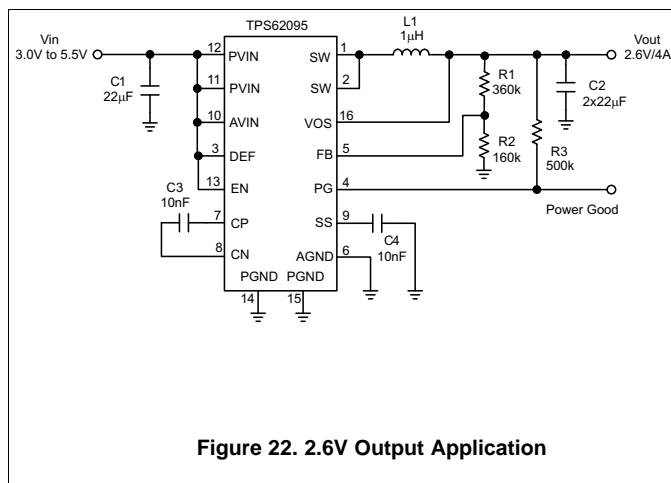 TPS62095
Vin
3.0V to 5.5V
C1
22μF
12
PVIN
11
PVIN
10
AVIN
3
DEF
13
EN
C3
10nF
7
CP
8
CN
PGND
14
PGND
15
SW
1
SW
2
VOS
16
FB
5
PG
4
SS
9
AGND
6
C4
10nF
L1
1μH
R1
360k
R2
160k
R3
500k
Vout
2.6V/4A
C2
2x22μF
Power Good
Figure 22. 2.6V Output Application